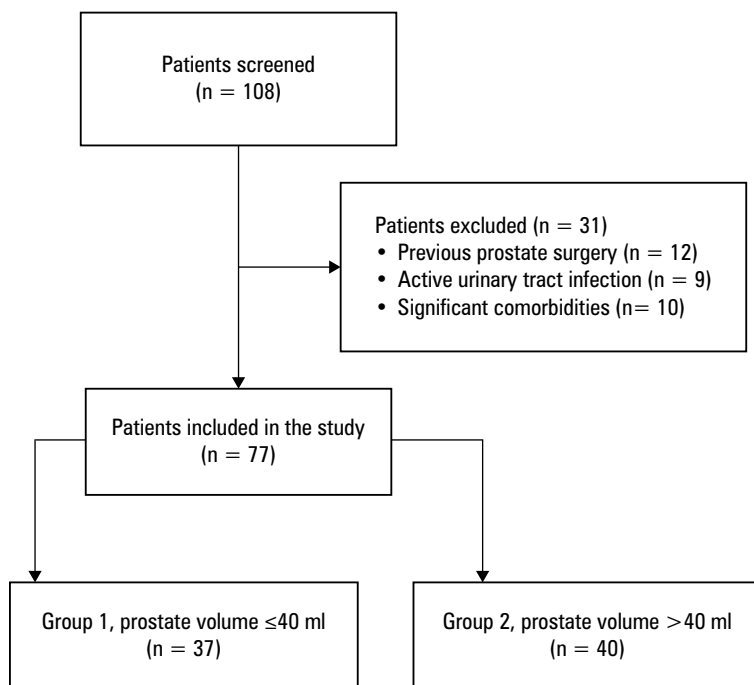 Patients screened
(n = 108)
Patients excluded (n = 31)
• Previous prostate surgery (n = 12)
• Active urinary tract infection (n = 9)
• Significant comorbidities (n= 10)
Patients included in the study
(n = 77)
Group 1, prostate volume ≤40 ml
(n = 37)
Group 2, prostate volume >40 ml
(n = 40)